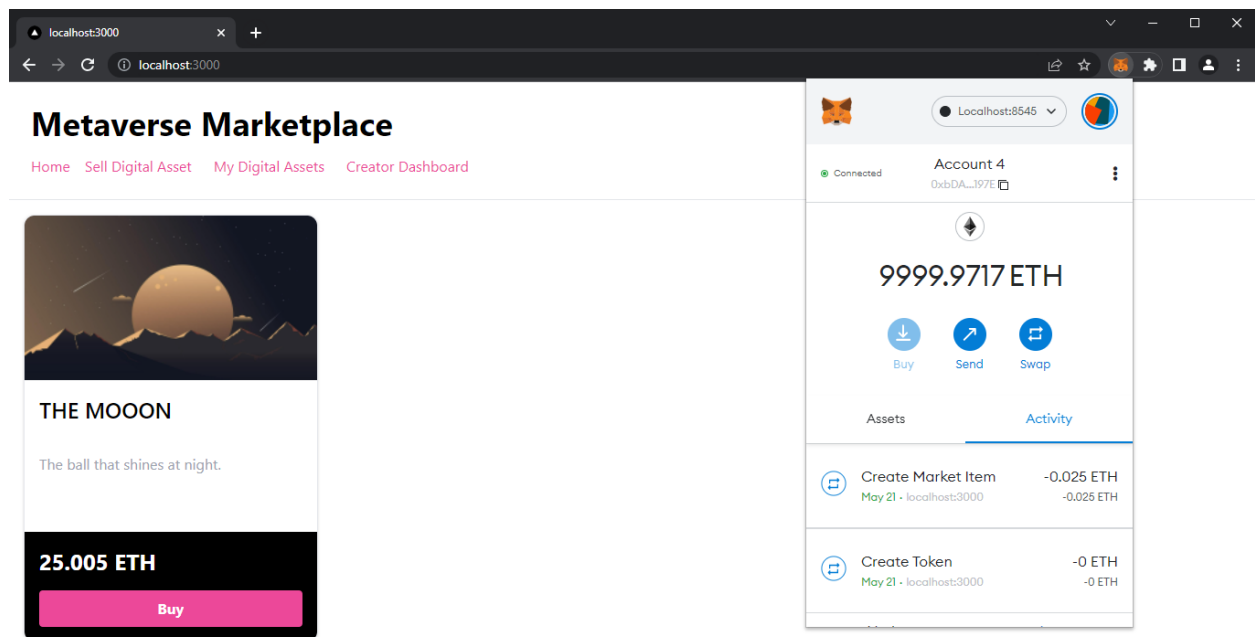 localhost:3000
localhost:3000
Metaverse Marketplace
Home Sell Digital Asset My Digital Assets Creator Dashboard
THE MOOON
The ball that shines at night.
25.005 ETH
Buy
Localhost:8545
Connected
Account 4
0xbDA...197E
9999.9717 ETH
Buy Send Swap
Assets Activity
Create Market Item -0.025 ETH
May 21 · localhost:3000 -0.025 ETH
Create Token -0 ETH
May 21 · localhost:3000 -0 ETH